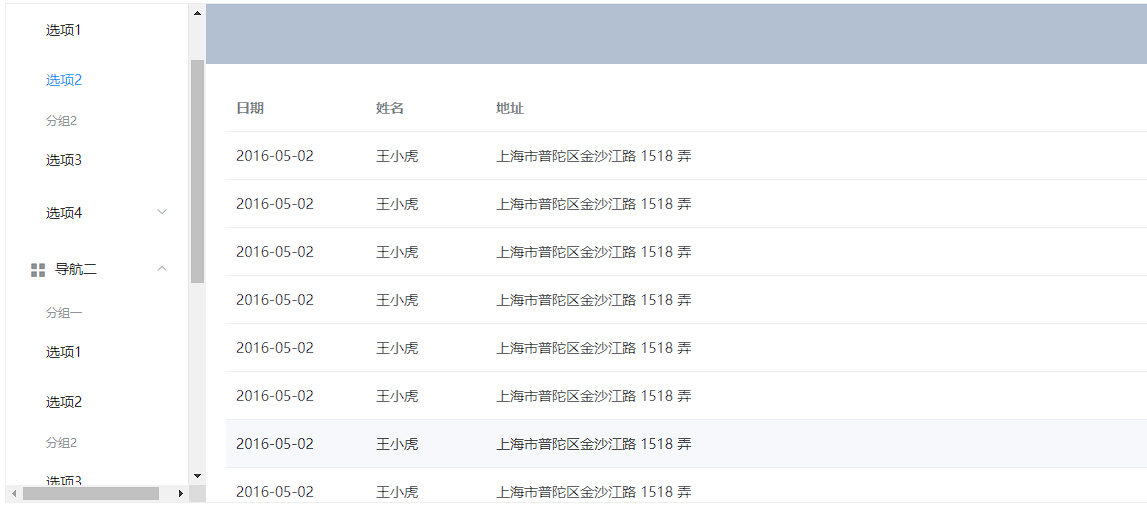 选项1
选项2
分组2
选项3
选项4
导航二
分组一
选项1
选项2
分组2
选项3
日期 姓名 地址
2016-05-02 王小虎 上海市普陀区金沙江路 1518 弄
2016-05-02 王小虎 上海市普陀区金沙江路 1518 弄
2016-05-02 王小虎 上海市普陀区金沙江路 1518 弄
2016-05-02 王小虎 上海市普陀区金沙江路 1518 弄
2016-05-02 王小虎 上海市普陀区金沙江路 1518 弄
2016-05-02 王小虎 上海市普陀区金沙江路 1518 弄
2016-05-02 王小虎 上海市普陀区金沙江路 1518 弄
2016-05-02 王小虎 上海市普陀区金沙江路 1518 弄